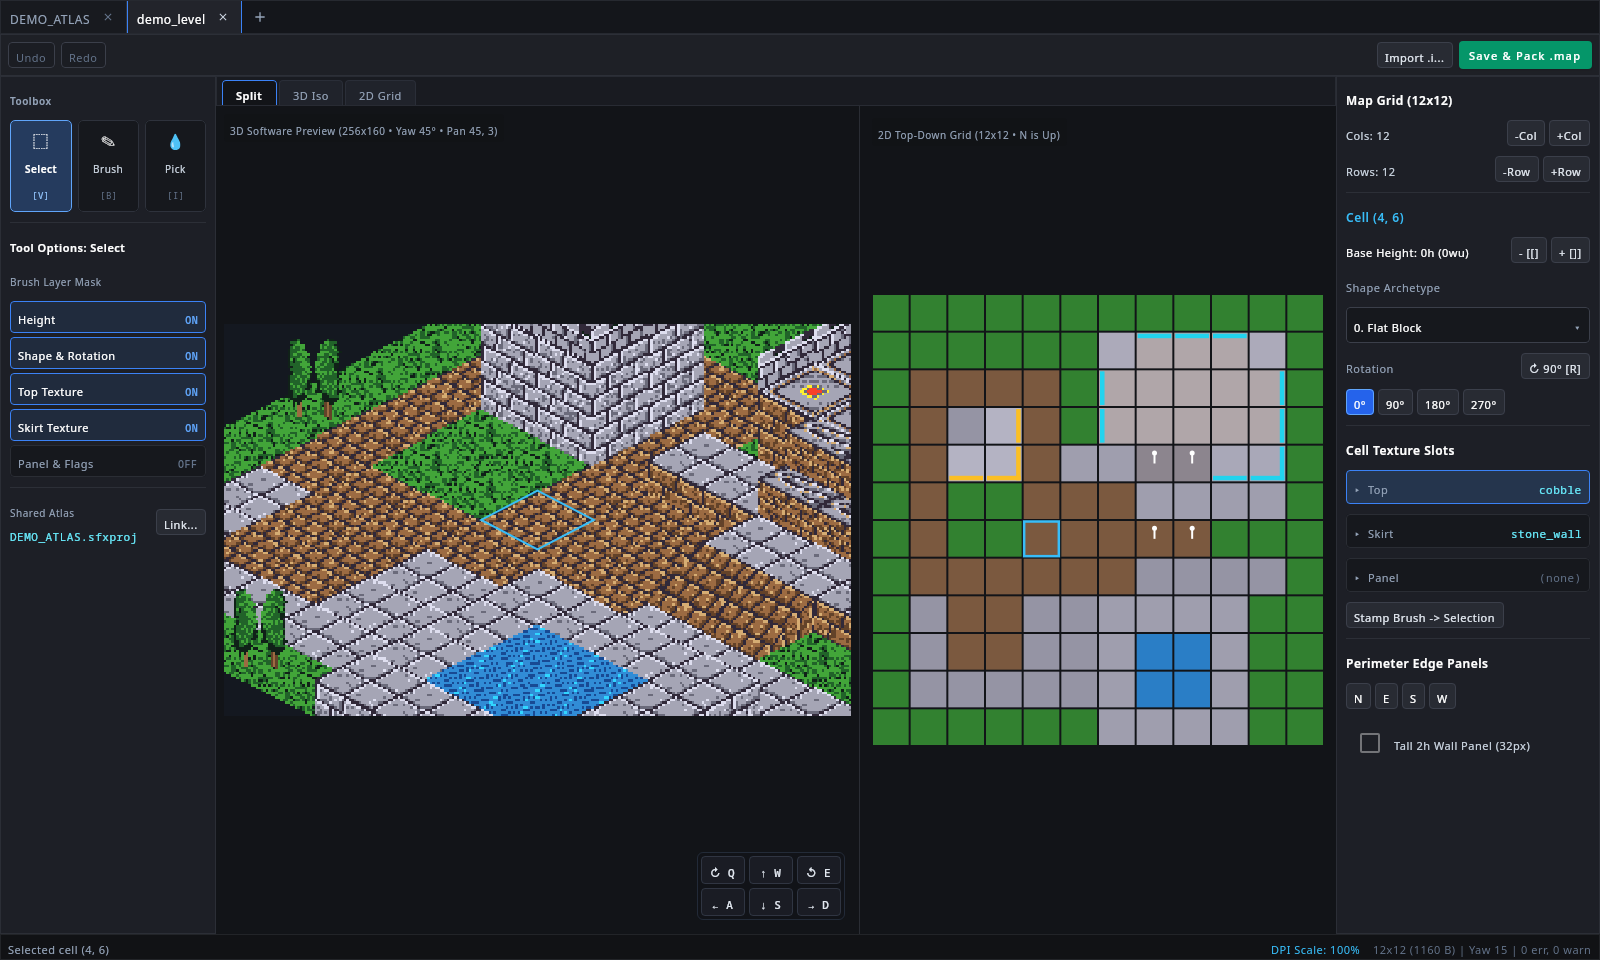 DEMO_ATLAS ✕ demo_level ✕ +
Undo Redo Import .i... Save & Pack .map
Toolbox
Select Brush Pick
[V] [B] [I]
Tool Options: Select
Brush Layer Mask
Height ON
Shape & Rotation ON
Top Texture ON
Skirt Texture ON
Panel & Flags OFF
Shared Atlas
DEMO_ATLAS.sfxproj
Link...
Split 3D Iso 2D Grid
3D Software Preview (256x160 • Yaw 45° • Pan 45, 3)
2D Top-Down Grid (12x12 • N is Up)
↻ Q ↑ W ↺ E
← A ↓ S → D
Map Grid (12x12)
Cols: 12 -Col +Col
Rows: 12 -Row +Row
Cell (4, 6)
Base Height: 0h (0wu) - [[] + []]
Shape Archetype
0. Flat Block
Rotation ↻ 90° [R]
0° 90° 180° 270°
Cell Texture Slots
Top cobble
Skirt stone_wall
Panel (none)
Stamp Brush -> Selection
Perimeter Edge Panels
N E S W
Tall 2h Wall Panel (32px)
Selected cell (4, 6)
DPI Scale: 100% 12x12 (1160 B) | Yaw 15 | 0 err, 0 warn